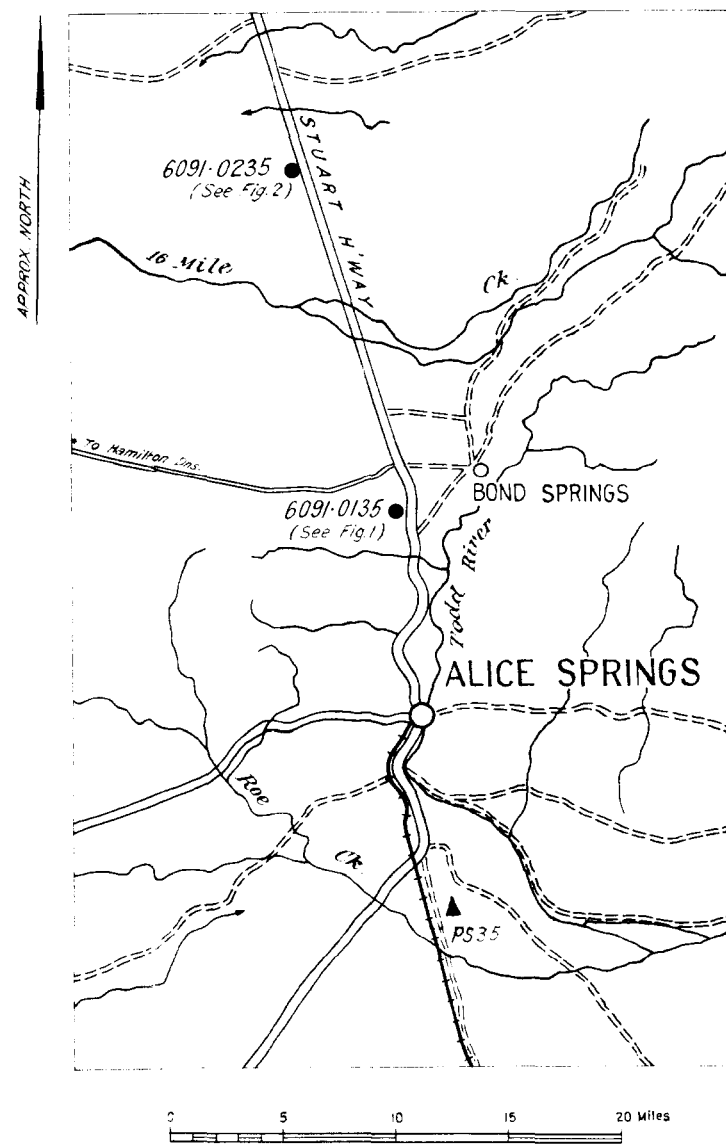 APPROX NORTH
STUART H'WAY
6091·0235
(See Fig. 2)
16 Mile
Ck.
To Hamilton Dns.
BOND SPRINGS
6091·0135
(See Fig. 1)
Todd River
ALICE SPRINGS
Roe
Ck.
PS35
0 5 10 15 20 Miles